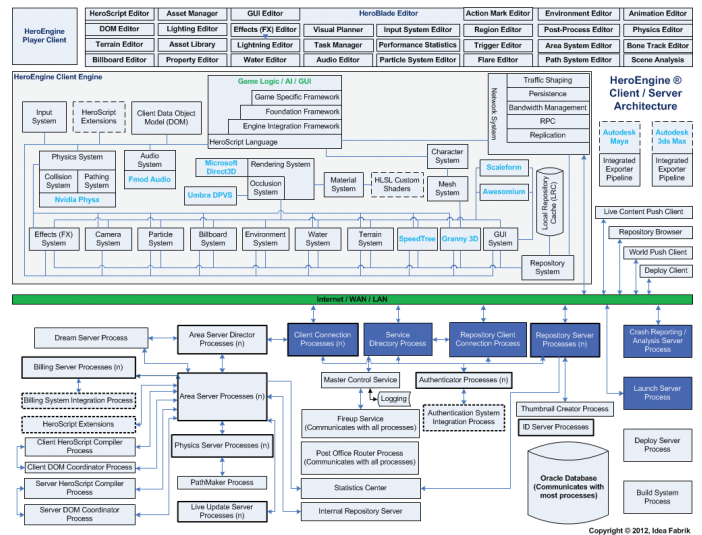 HeroEngine
Player Client
HeroScript Editor
Asset Manager
GUI Editor
HeroBlade Editor
Action Mark Editor
Environment Editor
Animation Editor
DOM Editor
Lighting Editor
Effects (FX) Editor
Visual Planner
Input System Editor
Region Editor
Post-Process Editor
Physics Editor
Terrain Editor
Asset Library
Lightning Editor
Task Manager
Performance Statistics
Trigger Editor
Area System Editor
Bone Track Editor
Billboard Editor
Property Editor
Water Editor
Audio Editor
Particle System Editor
Flare Editor
Path System Editor
Scene Analysis
HeroEngine Client Engine
Input
System
HeroScript
Extensions
Client Data Object
Model (DOM)
Game Logic / AI / GUI
Game Specific Framework
Foundation Framework
Engine Integration Framework
HeroScript Language
Network System
Traffic Shaping
Persistence
Bandwidth Management
RPC
Replication
HeroEngine ®
Client / Server
Architecture
Autodesk
Maya
Integrated
Exporter
Pipeline
Autodesk
3ds Max
Integrated
Exporter
Pipeline
Physics System
Collision
System
Pathing
System
Nvidia Physx
Audio
System
Fmod Audio
Microsoft
Direct3D
Rendering System
Umbra DPVS
Occlusion
System
Material
System
HLSL Custom
Shaders
Character
System
Mesh
System
Scaleform
Awesomium
Local Repository
Cache (LRC)
Effects (FX)
System
Camera
System
Particle
System
Billboard
System
Environment
System
Water
System
Terrain
System
SpeedTree
Granny 3D
GUI
System
Repository
System
Live Content Push Client
Repository Browser
World Push Client
Deploy Client
Internet / WAN / LAN
Dream Server Process
Area Server Director
Processes (n)
Client Connection
Processes (n)
Service
Directory Process
Repository Client
Connection Process
Repository Server
Processes (n)
Crash Reporting /
Analysis Server
Process
Billing Server Processes (n)
Billing System Integration Process
HeroScript Extensions
Area Server Processes (n)
Master Control Service
Logging
Authenticator Processes (n)
Authentication System
Integration Process
Launch Server
Process
Client HeroScript Compiler
Process
Client DOM Coordinator Process
Server HeroScript Compiler
Process
Server DOM Coordinator
Process
Physics Server Processes (n)
PathMaker Process
Live Update Server
Processes (n)
Fireup Service
(Communicates with all processes)
Post Office Router Process
(Communicates with all processes)
Statistics Center
Internal Repository Server
Thumbnail Creator Process
ID Server Processes
Oracle Database
(Communicates with
most processes)
Deploy Server
Process
Build System
Process
Copyright © 2012, Idea Fabrik